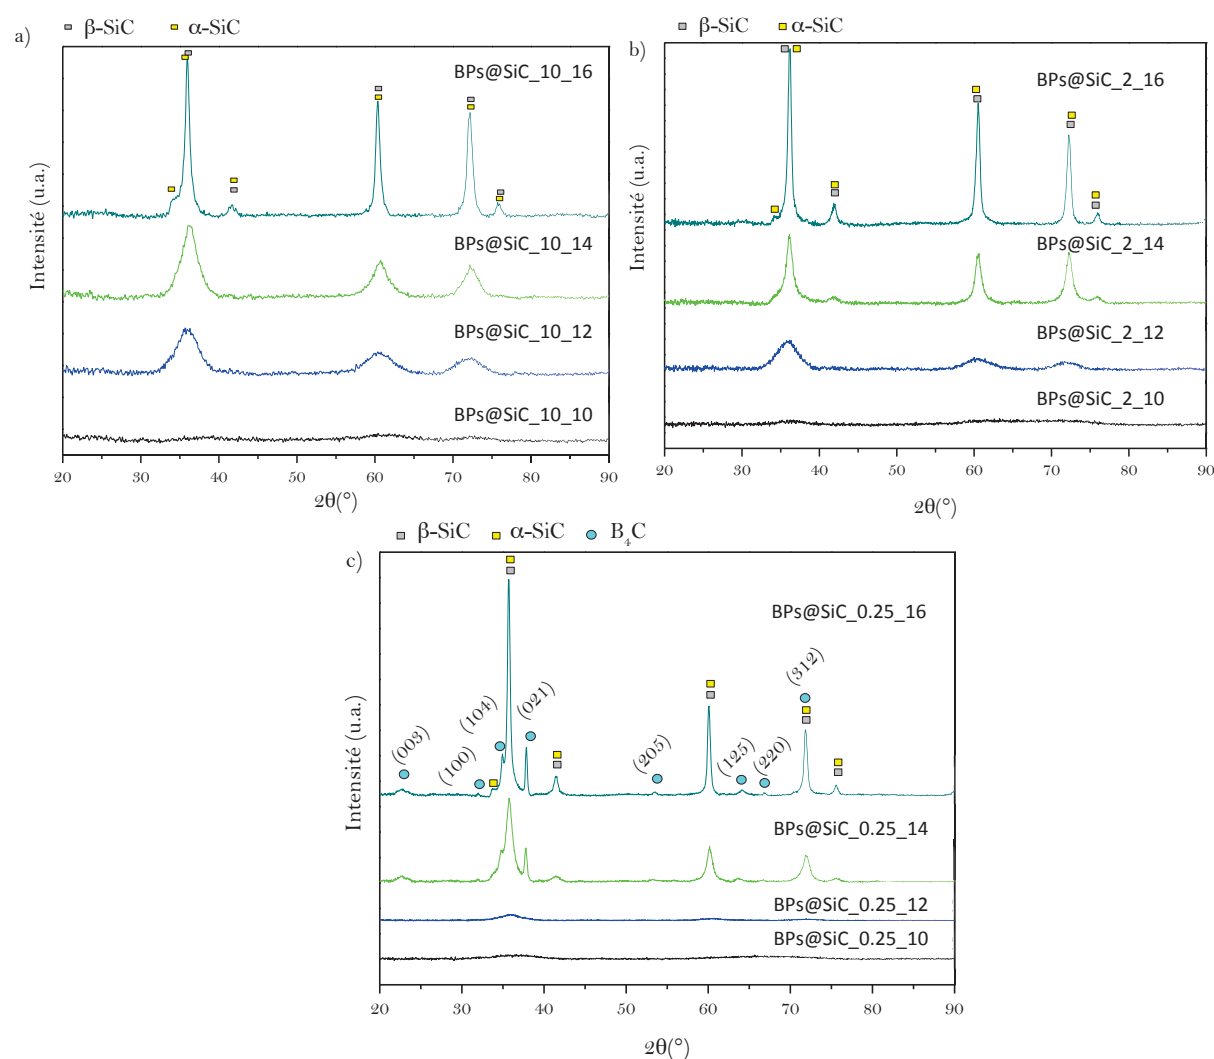 a)
β-SiC α-SiC
BPs@SiC_10_16
BPs@SiC_10_14
BPs@SiC_10_12
BPs@SiC_10_10
Intensité (u.a.)
20 30 40 50 60 70 80 90
2θ(°)
b)
β-SiC α-SiC
BPs@SiC_2_16
BPs@SiC_2_14
BPs@SiC_2_12
BPs@SiC_2_10
Intensité (u.a.)
20 30 40 50 60 70 80 90
2θ(°)
c)
β-SiC α-SiC B₄C
BPs@SiC_0.25_16
(003)
(100)
(104)
(021)
(205)
(125)
(220)
(312)
BPs@SiC_0.25_14
BPs@SiC_0.25_12
BPs@SiC_0.25_10
Intensité (u.a.)
20 30 40 50 60 70 80 90
2θ(°)